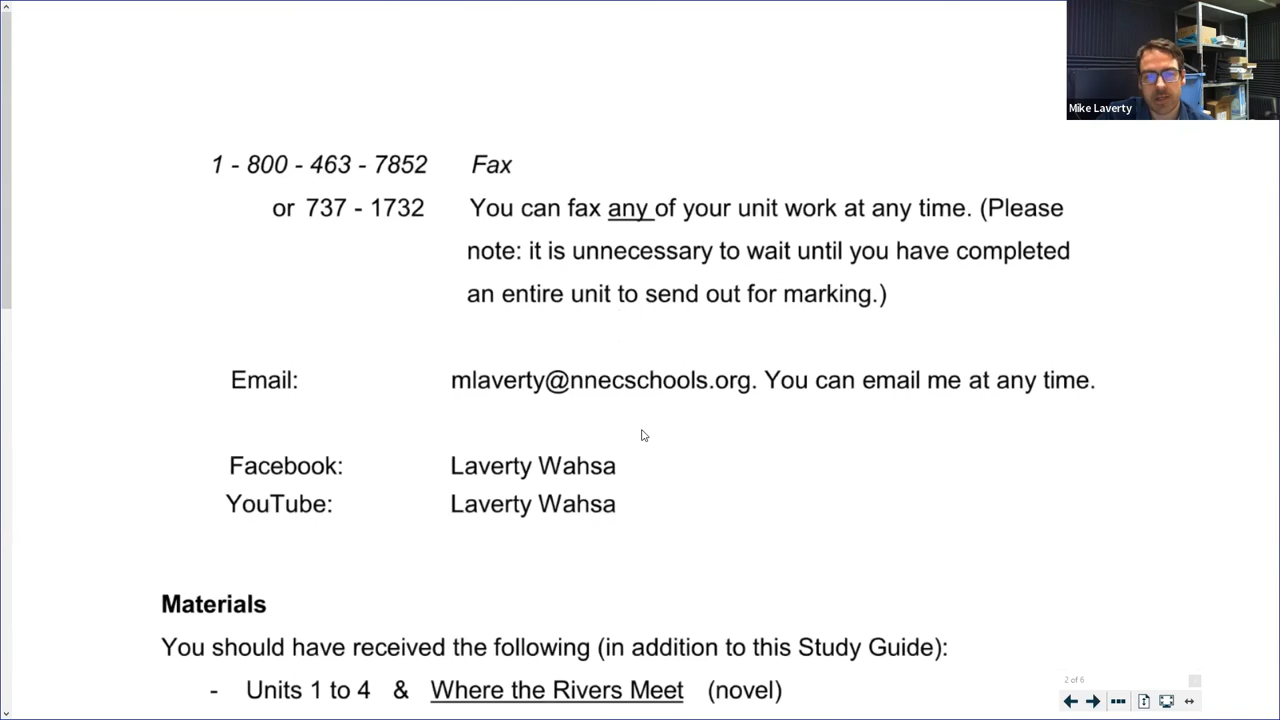 Mike Laverty
1 - 800 - 463 - 7852 Fax
or 737 - 1732 You can fax any of your unit work at any time. (Please
note: it is unnecessary to wait until you have completed
an entire unit to send out for marking.)
Email: mlaverty@nnecschools.org. You can email me at any time.
Facebook: Laverty Wahsa
YouTube: Laverty Wahsa
Materials
You should have received the following (in addition to this Study Guide):
- Units 1 to 4 & Where the Rivers Meet (novel)
2 of 6